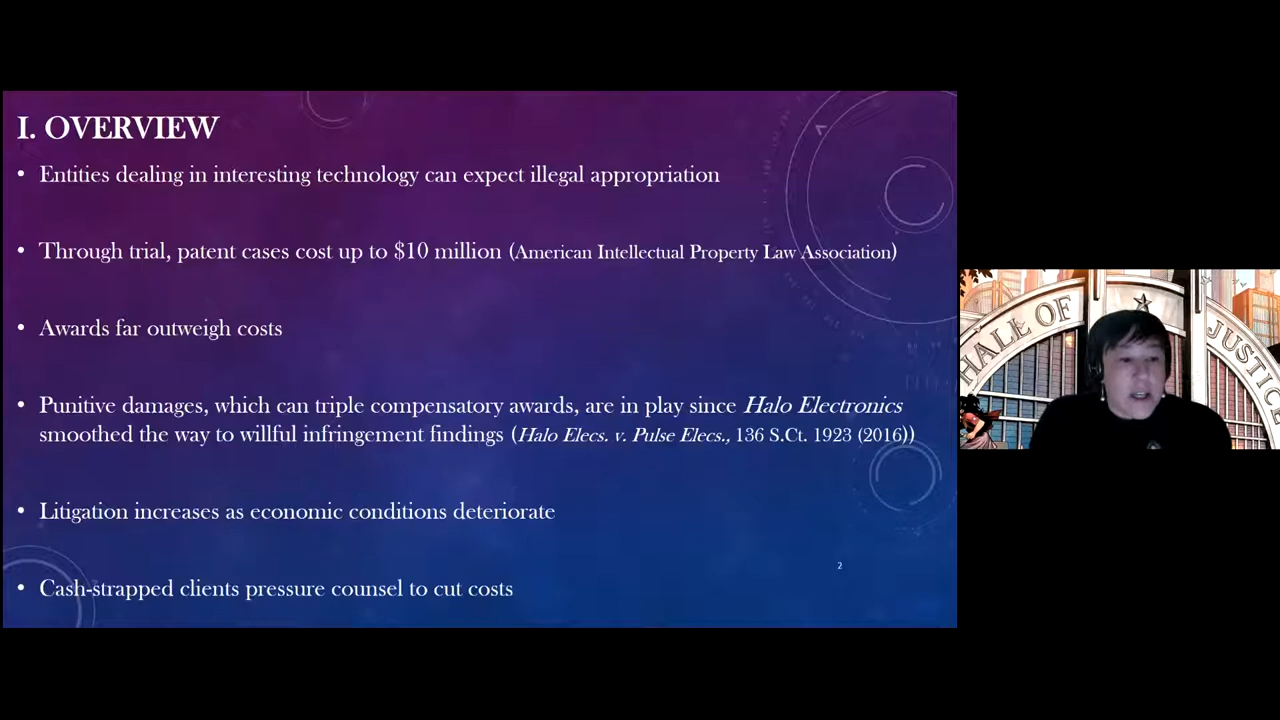 I. OVERVIEW
• Entities dealing in interesting technology can expect illegal appropriation
• Through trial, patent cases cost up to $10 million (American Intellectual Property Law Association)
• Awards far outweigh costs
• Punitive damages, which can triple compensatory awards, are in play since Halo Electronics
smoothed the way to willful infringement findings (Halo Elecs. v. Pulse Elecs., 136 S.Ct. 1923 (2016))
• Litigation increases as economic conditions deteriorate
2
• Cash-strapped clients pressure counsel to cut costs
HALL OF JUSTICE